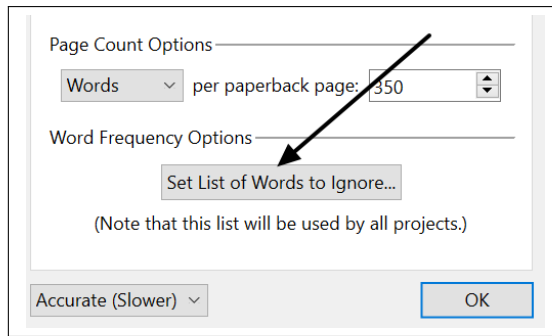 Page Count Options
Words per paperback page: 350
Word Frequency Options
Set List of Words to Ignore...
(Note that this list will be used by all projects.)
Accurate (Slower) OK